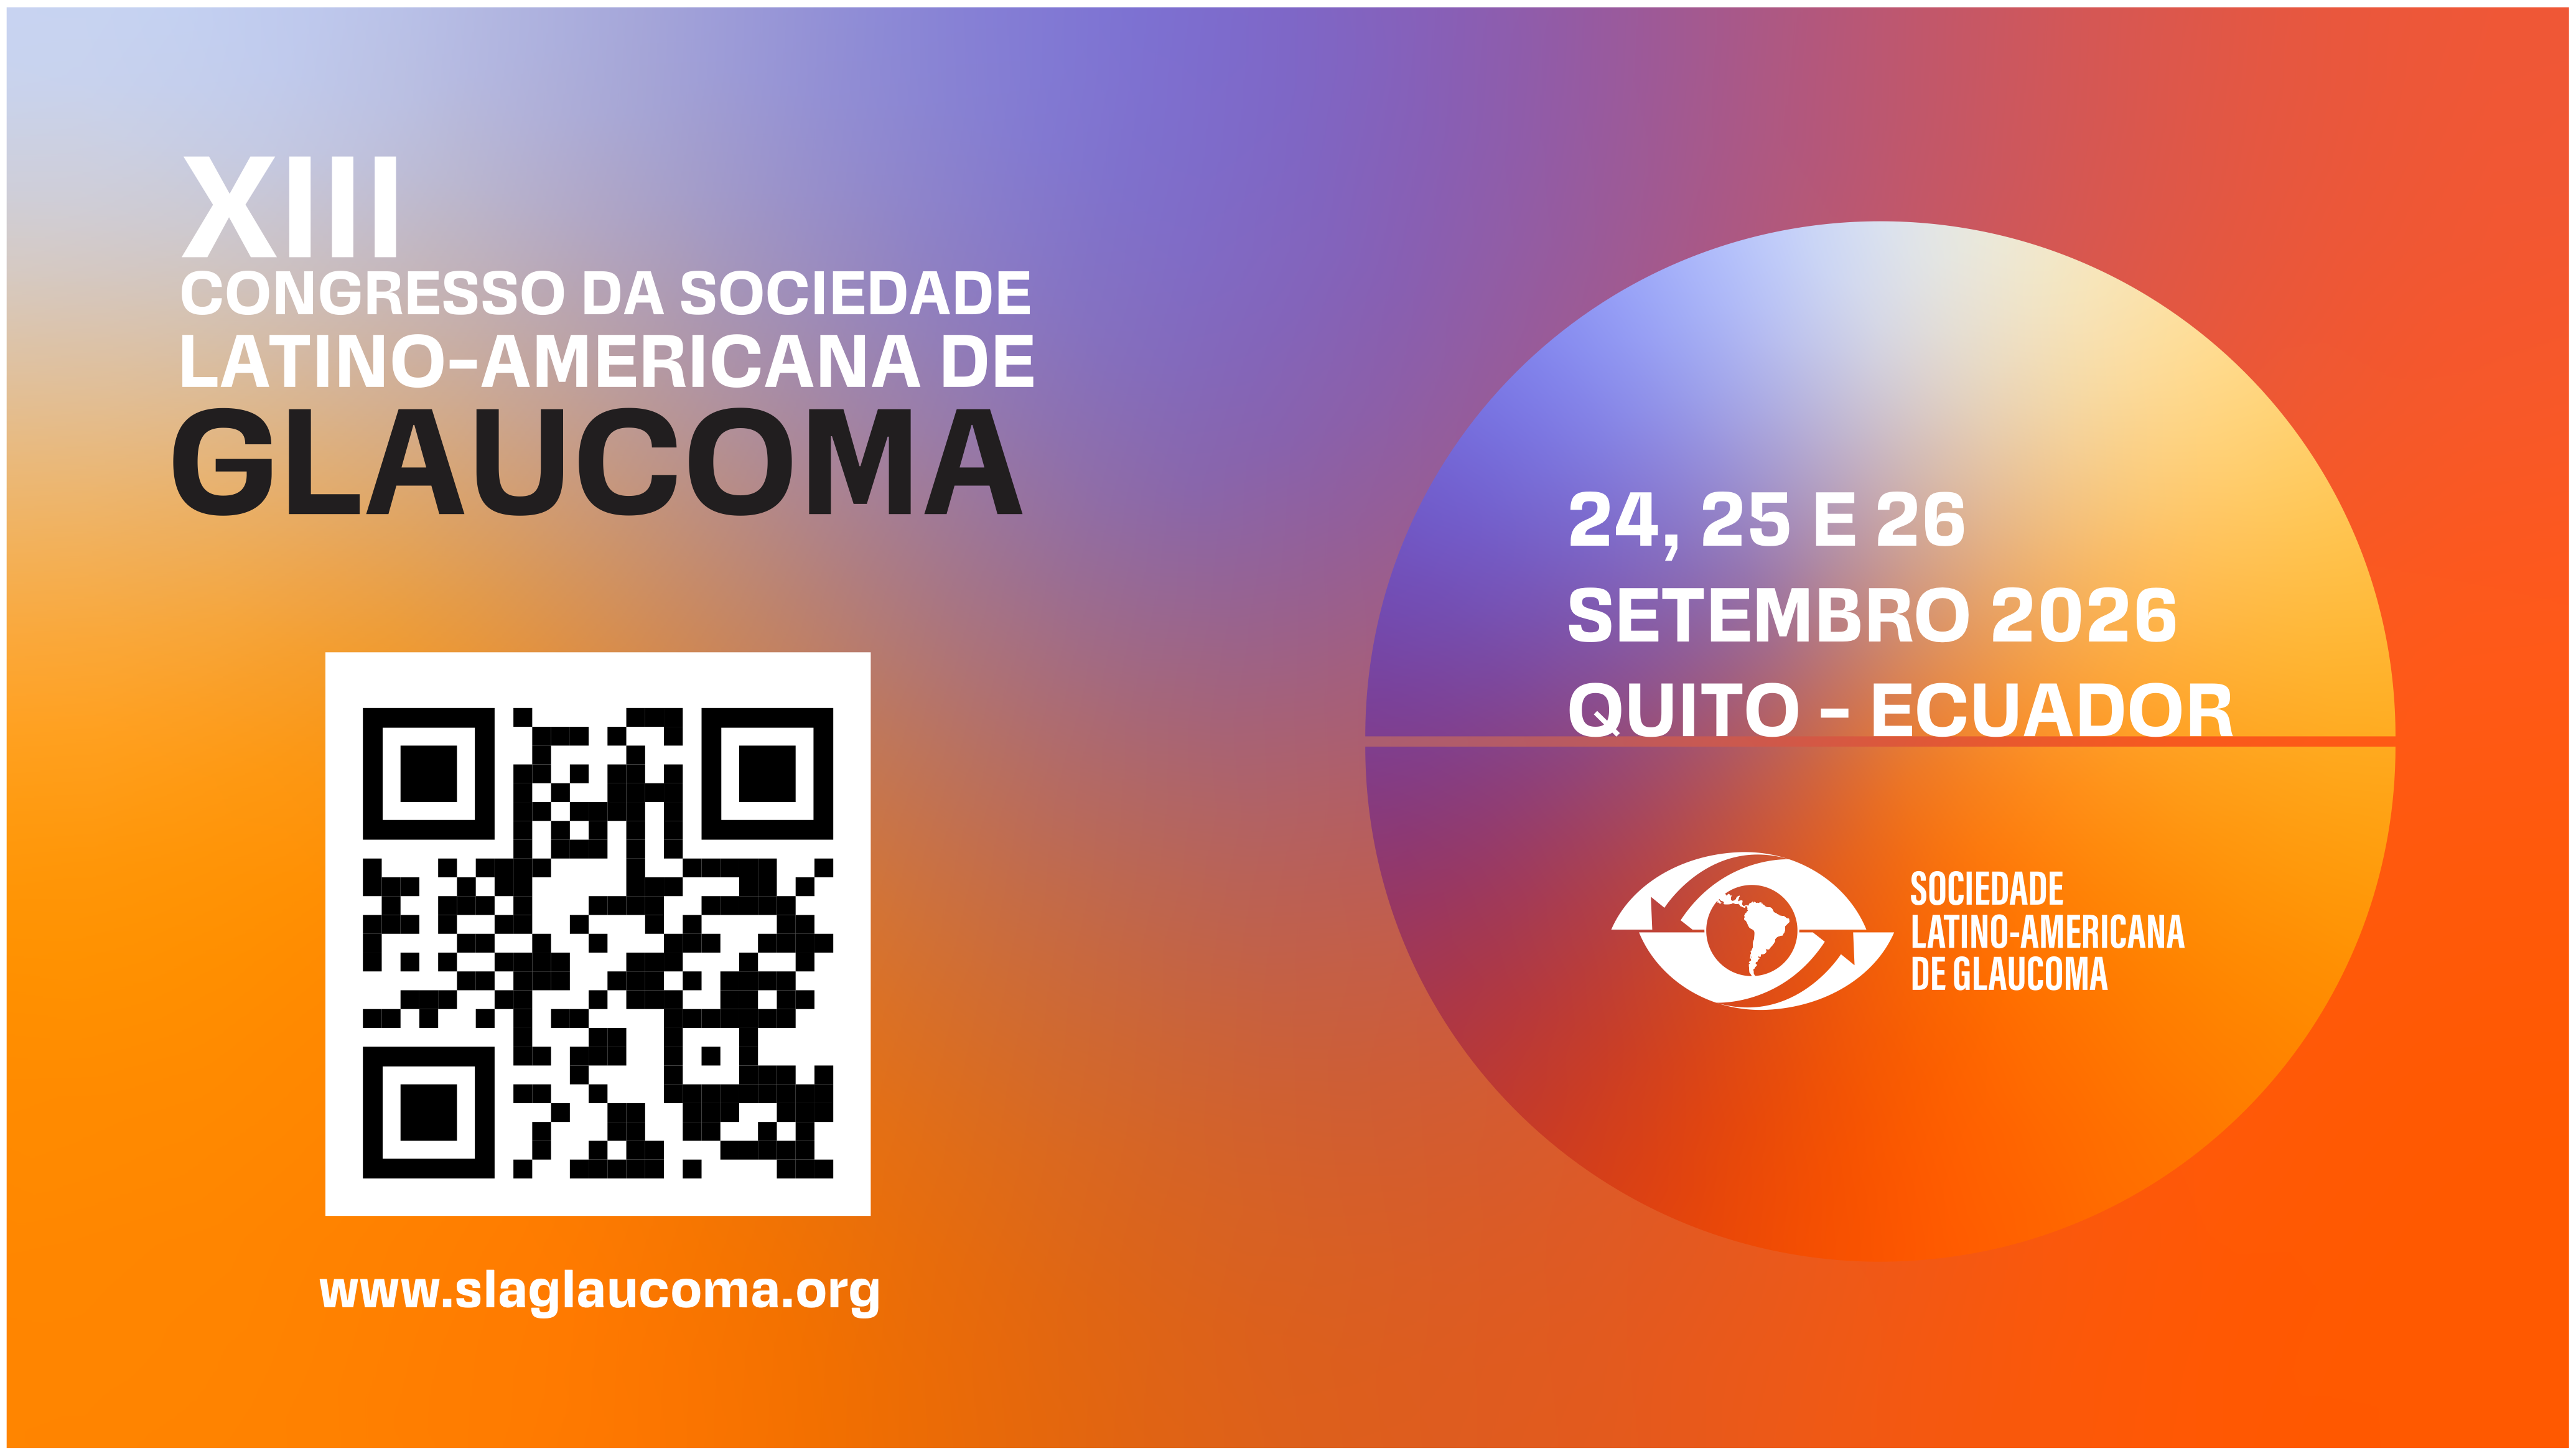 XIII
CONGRESSO DA SOCIEDADE
LATINO-AMERICANA DE
GLAUCOMA
www.slaglaucoma.org
24, 25 E 26
SETEMBRO 2026
QUITO - ECUADOR
SOCIEDADE
LATINO-AMERICANA
DE GLAUCOMA